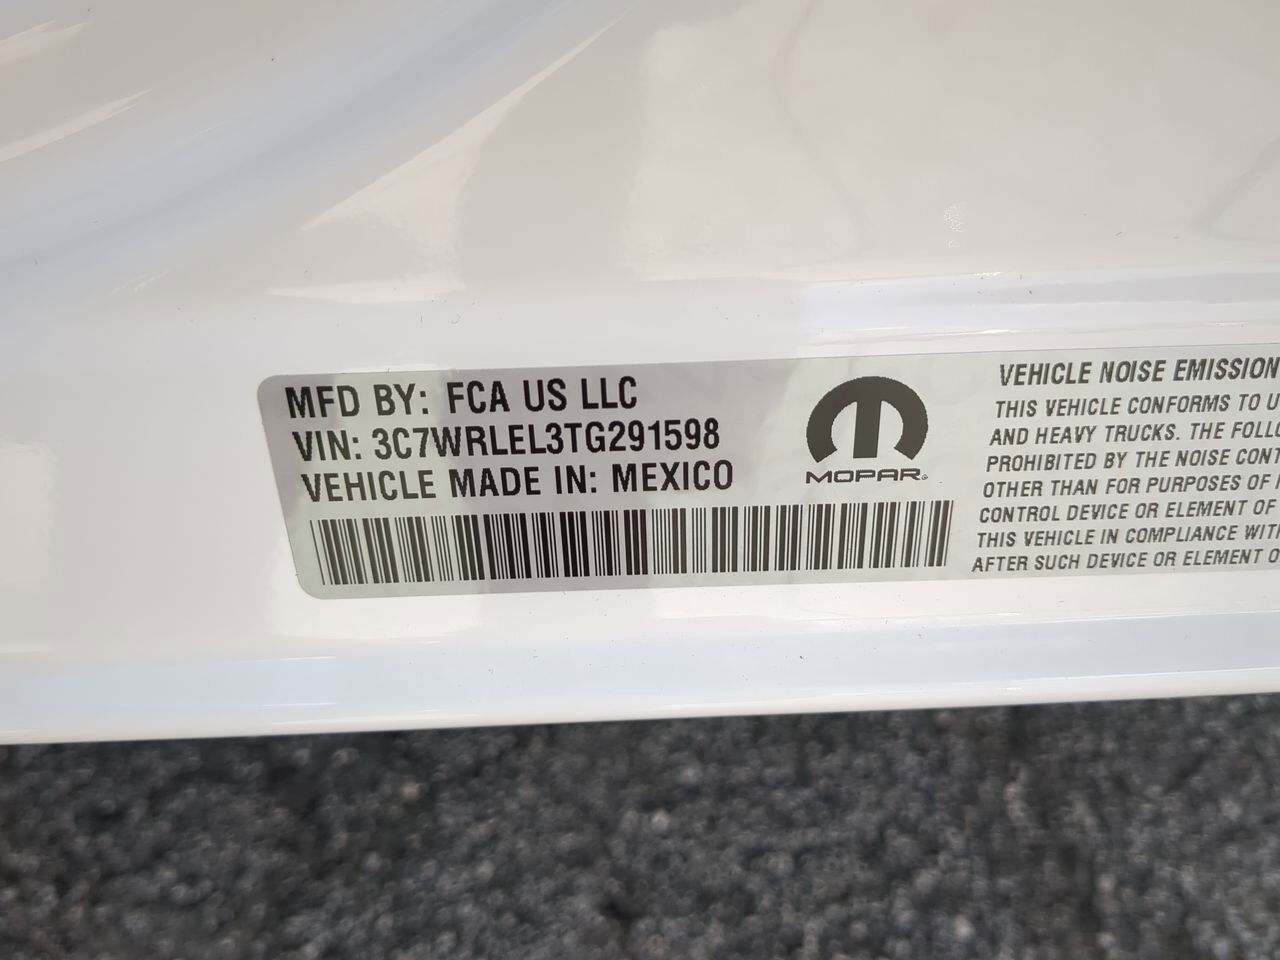 MFD BY: FCA US LLC
VIN: 3C7WRLEL3TG291598
VEHICLE MADE IN: MEXICO
MOPAR®
VEHICLE NOISE EMISSION
THIS VEHICLE CONFORMS TO U
AND HEAVY TRUCKS. THE FOLLO
PROHIBITED BY THE NOISE CONT
OTHER THAN FOR PURPOSES OF
CONTROL DEVICE OR ELEMENT OF
THIS VEHICLE IN COMPLIANCE WITH
AFTER SUCH DEVICE OR ELEMENT O